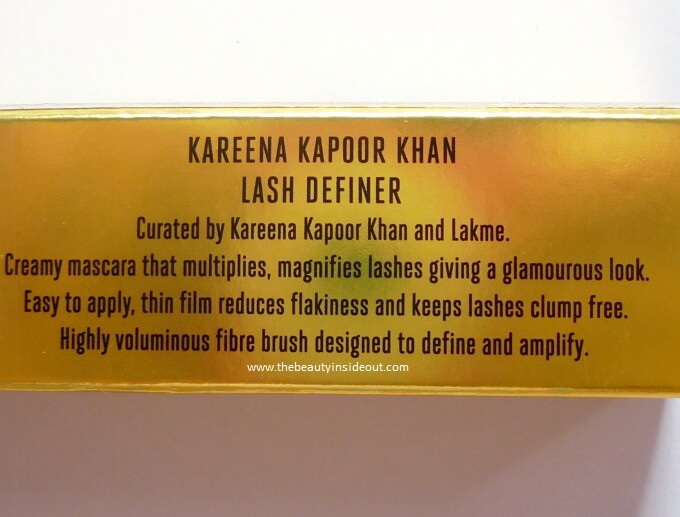 KAREENA KAPOOR KHAN
LASH DEFINER
Curated by Kareena Kapoor Khan and Lakme.
Creamy mascara that multiplies, magnifies lashes giving a glamourous look.
Easy to apply, thin film reduces flakiness and keeps lashes clump free.
Highly voluminous fibre brush designed to define and amplify.
www.thebeautyinsideout.com